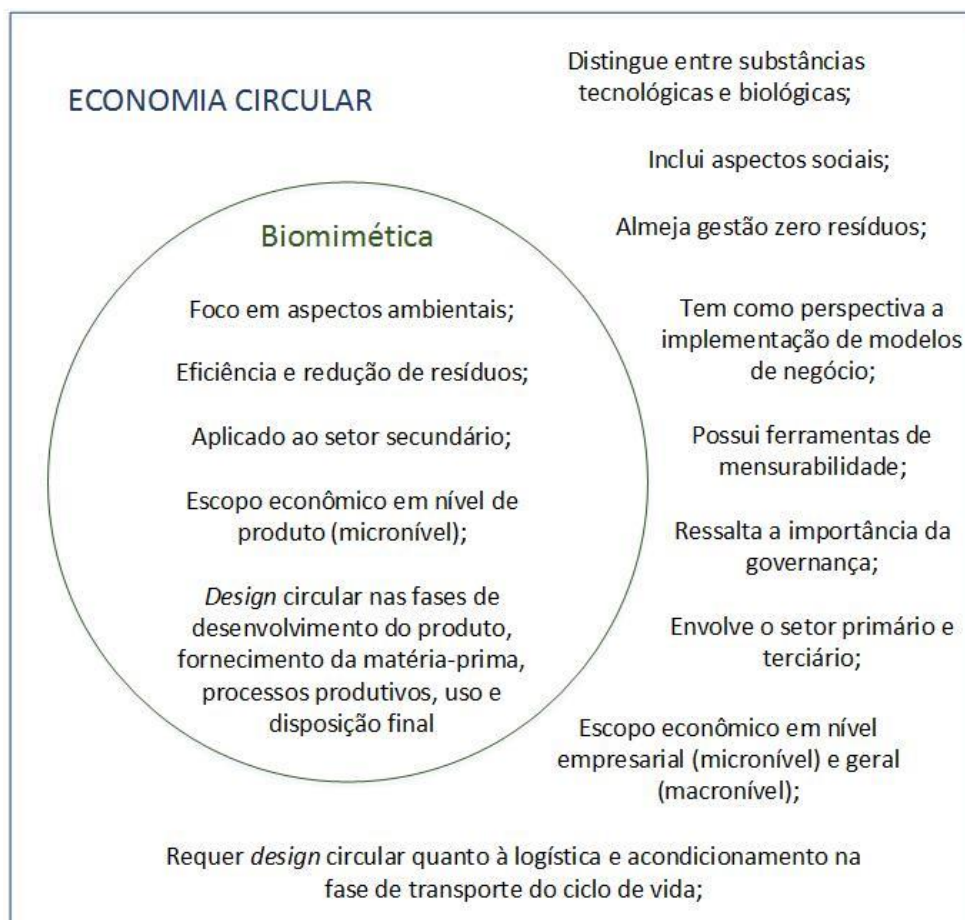 ECONOMIA CIRCULAR
Distingue entre substâncias
tecnológicas e biológicas;
Inclui aspectos sociais;
Almeja gestão zero resíduos;
Tem como perspectiva a
implementação de modelos
de negócio;
Possui ferramentas de
mensurabilidade;
Ressalta a importância da
governança;
Envolve o setor primário e
terciário;
Escopo econômico em nível
empresarial (micronível) e geral
(macronível);
Requer design circular quanto à logística e acondicionamento na
fase de transporte do ciclo de vida;
Biomimética
Foco em aspectos ambientais;
Eficiência e redução de resíduos;
Aplicado ao setor secundário;
Escopo econômico em nível de
produto (micronível);
Design circular nas fases de
desenvolvimento do produto,
fornecimento da matéria-prima,
processos produtivos, uso e
disposição final